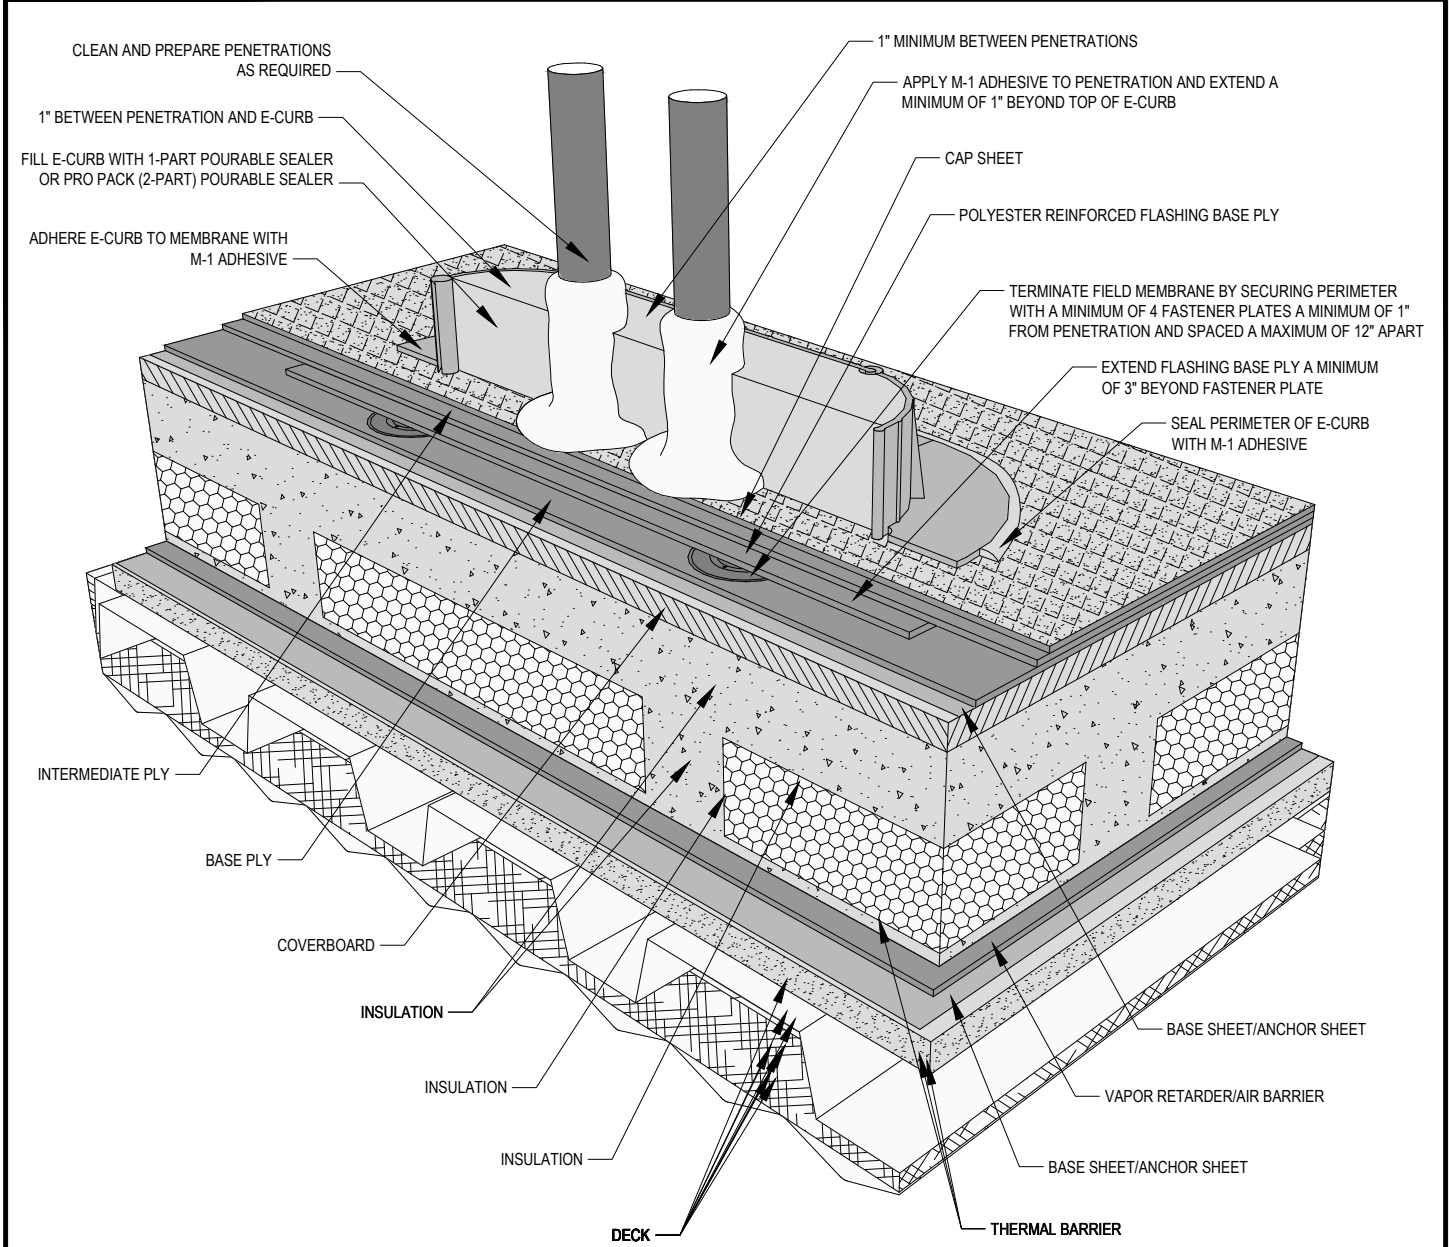 CLEAN AND PREPARE PENETRATIONS
AS REQUIRED
1" BETWEEN PENETRATION AND E-CURB
FILL E-CURB WITH 1-PART POURABLE SEALER
OR PRO PACK (2-PART) POURABLE SEALER
ADHERE E-CURB TO MEMBRANE WITH
M-1 ADHESIVE
1" MINIMUM BETWEEN PENETRATIONS
APPLY M-1 ADHESIVE TO PENETRATION AND EXTEND A
MINIMUM OF 1" BEYOND TOP OF E-CURB
CAP SHEET
POLYESTER REINFORCED FLASHING BASE PLY
TERMINATE FIELD MEMBRANE BY SECURING PERIMETER
WITH A MINIMUM OF 4 FASTENER PLATES A MINIMUM OF 1"
FROM PENETRATION AND SPACED A MAXIMUM OF 12" APART
EXTEND FLASHING BASE PLY A MINIMUM
OF 3" BEYOND FASTENER PLATE
SEAL PERIMETER OF E-CURB
WITH M-1 ADHESIVE
INTERMEDIATE PLY
BASE PLY
COVERBOARD
INSULATION
INSULATION
INSULATION
DECK
BASE SHEET/ANCHOR SHEET
VAPOR RETARDER/AIR BARRIER
BASE SHEET/ANCHOR SHEET
THERMAL BARRIER